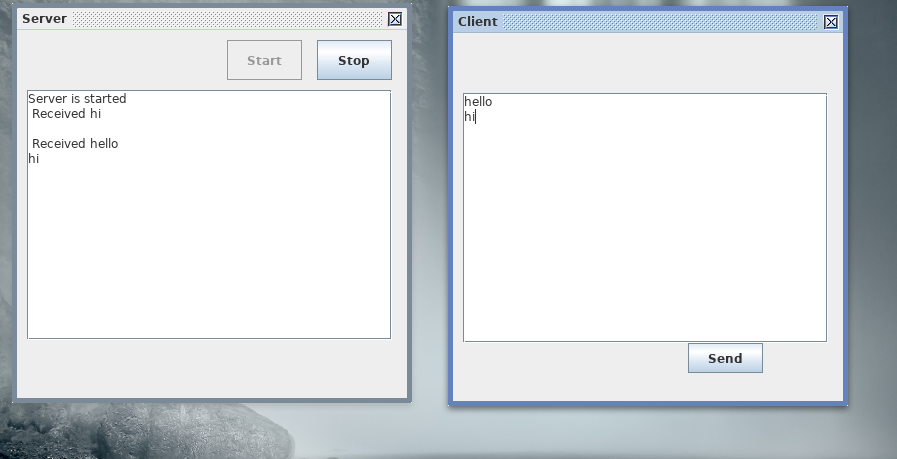 Server
Start
Stop
Server is started
Received hi
Received hello
hi
Client
hello
hi
Send